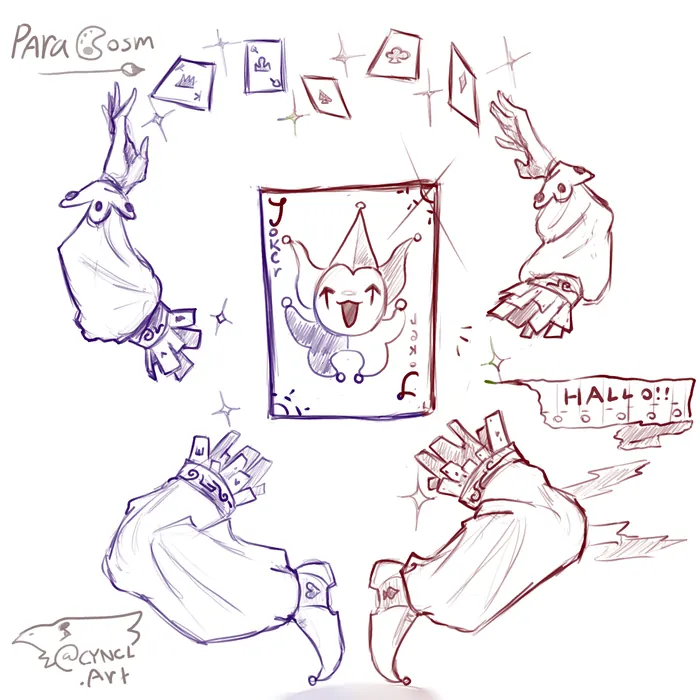 ParaCosm
K
Q
Q
Joker
Joker
HALLO!!
@CYNCL
.Art